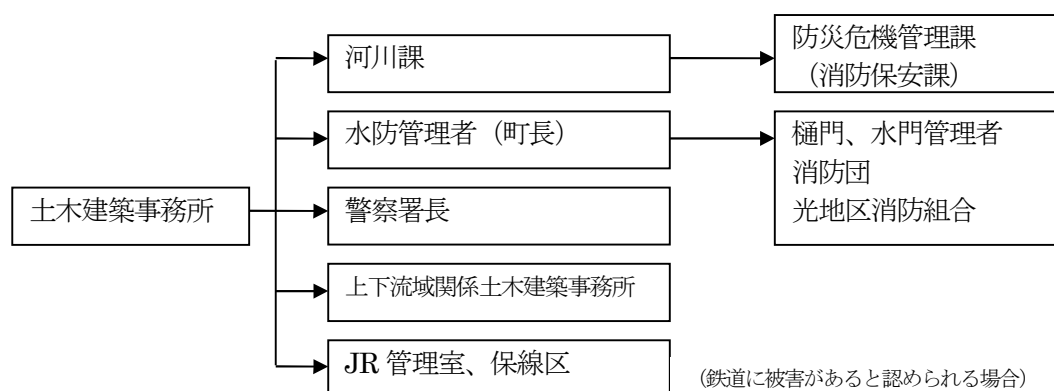 河川課
防災危機管理課
（消防保安課）
水防管理者（町長）
樋門、水門管理者
消防団
光地区消防組合
土木建築事務所
警察署長
上下流域関係土木建築事務所
JR 管理室、保線区
（鉄道に被害があると認められる場合）